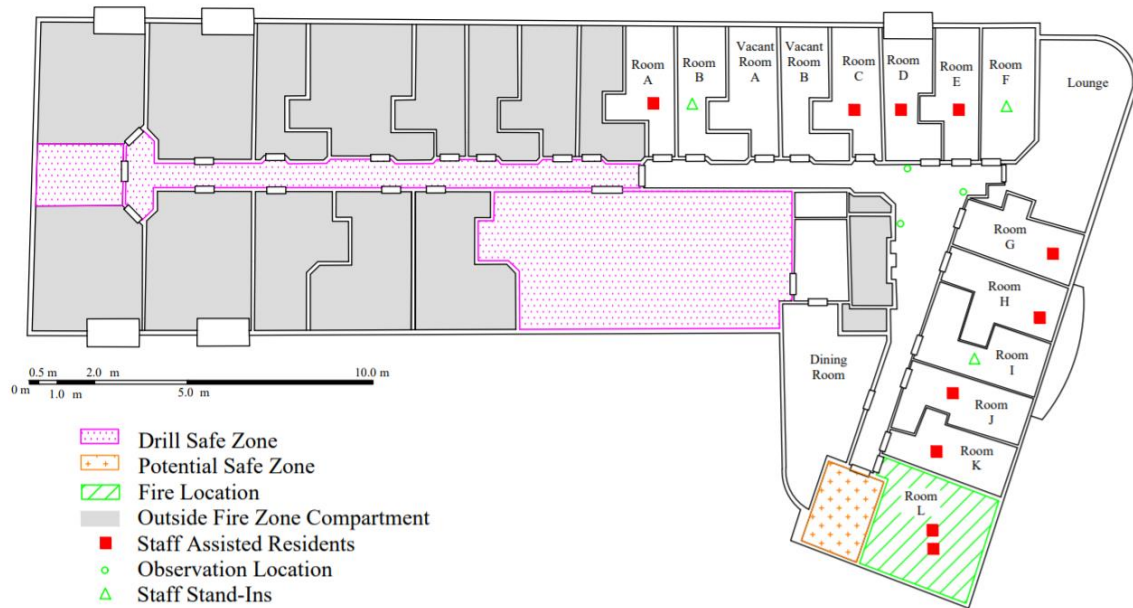 Room
A
Room
B
Vacant
Room
A
Vacant
Room
B
Room
C
Room
D
Room
E
Room
F
Lounge
Room
G
Room
H
Room
I
Room
J
Room
K
Room
L
Dining
Room
0.5 m 2.0 m 10.0 m
0 m 1.0 m 5.0 m
Drill Safe Zone
Potential Safe Zone
Fire Location
Outside Fire Zone Compartment
Staff Assisted Residents
Observation Location
Staff Stand-Ins